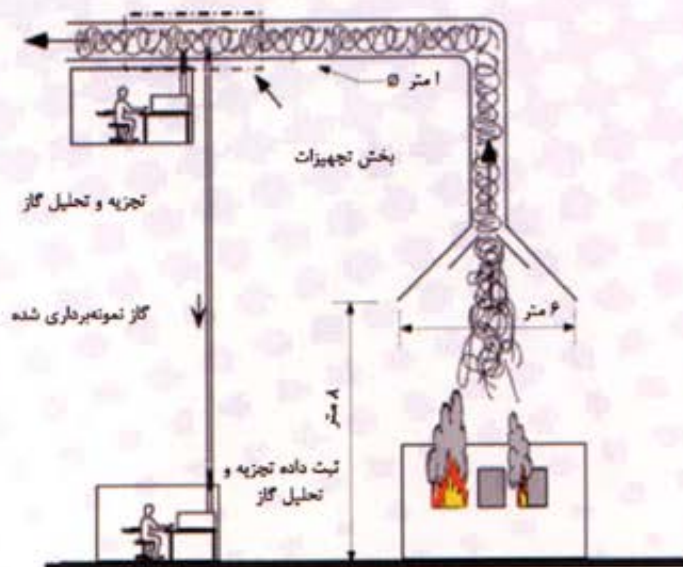 ۱ متر Ø
بخش تجهیزات
تجزیه و تحلیل گاز
گاز نمونه‌برداری شده
۶ متر
۸ متر
ثبت داده تجزیه و
تحلیل گاز